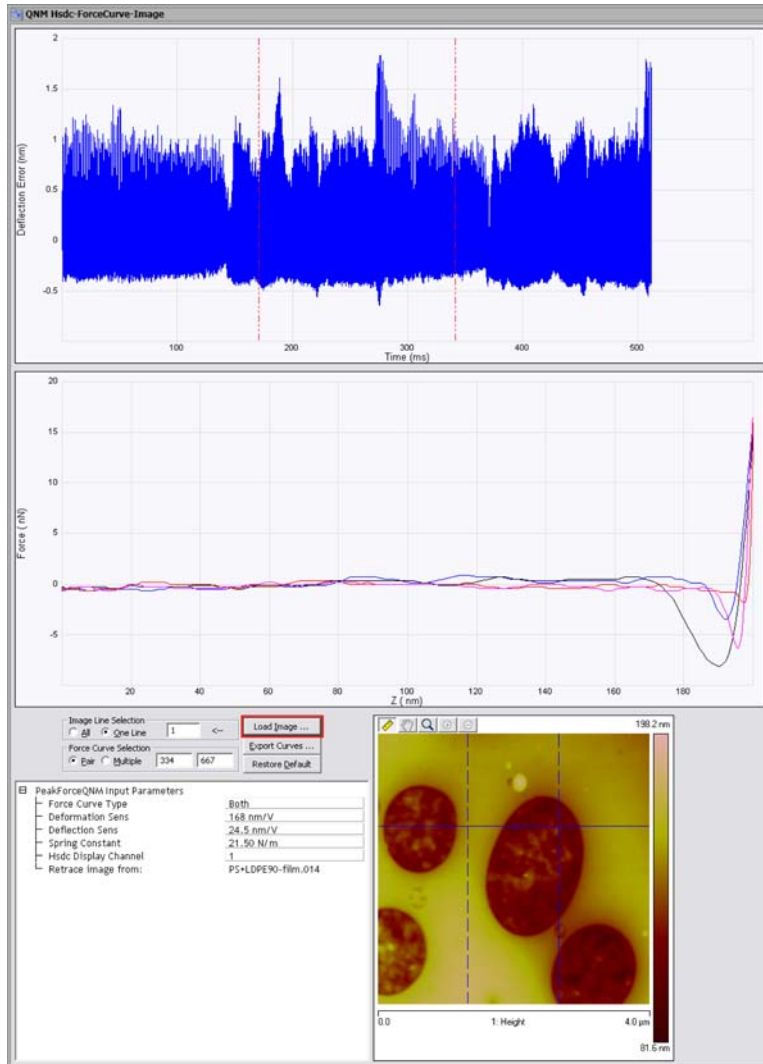 QNM Hsdc-ForceCurve-Image
2
1.5
1
0.5
0
-0.5
Deflection Error (nm)
100 200 300 400 500
Time (ms)
20
15
10
5
0
-5
Force ( nN)
20 40 60 80 100 120 140 160 180
Z ( nm)
Image Line Selection
All One Line 1 <--
Load Image ...
Force Curve Selection
Pair Multiple 334 667
Export Curves ...
Restore Default
PeakForceQNM Input Parameters
Force Curve Type Both
Deformation Sens 168 nm/V
Deflection Sens 24.5 nm/V
Spring Constant 21.50 N/m
Hsdc Display Channel 1
Retrace image from: PS+LDPE90-film.014
198.2 nm
0.0 1: Height 4.0 µm
81.6 nm